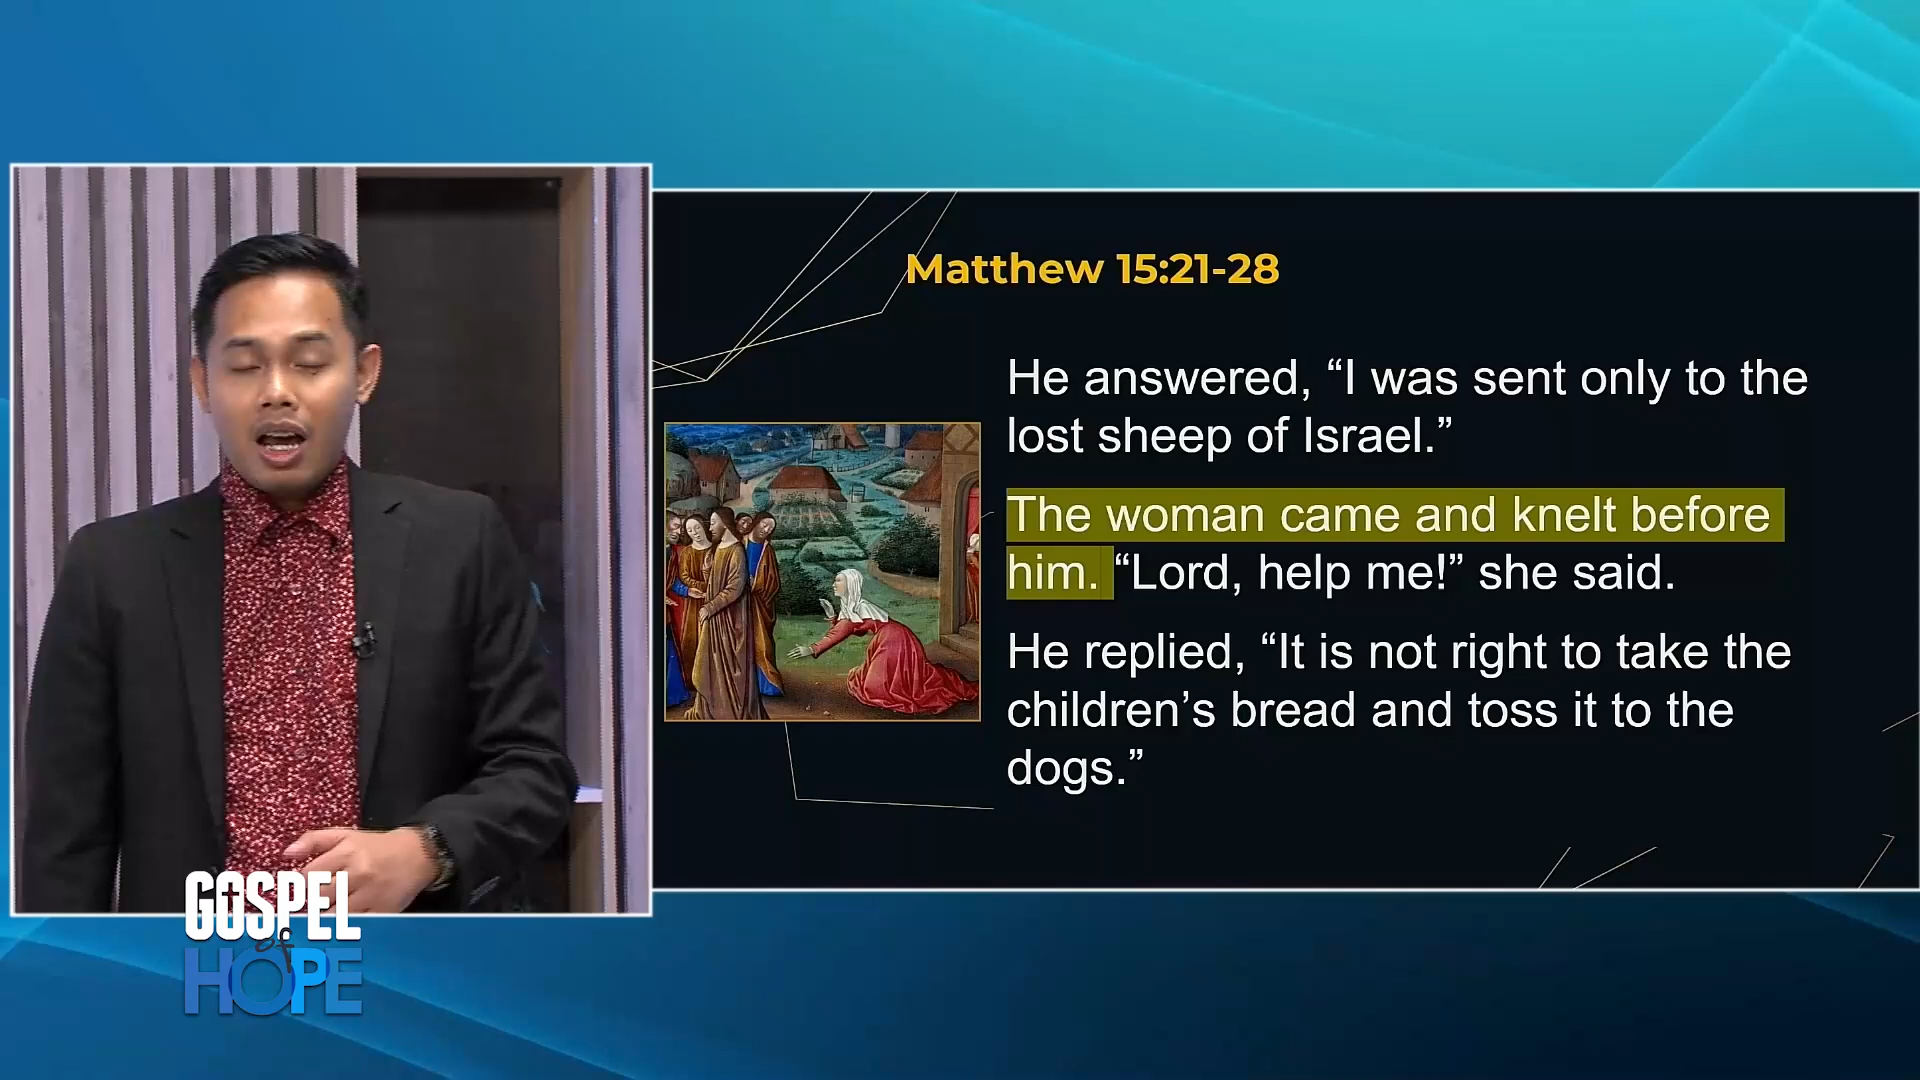 Matthew 15:21-28
He answered, “I was sent only to the
lost sheep of Israel.”
The woman came and knelt before
him. “Lord, help me!” she said.
He replied, “It is not right to take the
children’s bread and toss it to the
dogs.”
GOSPEL
of
HOPE